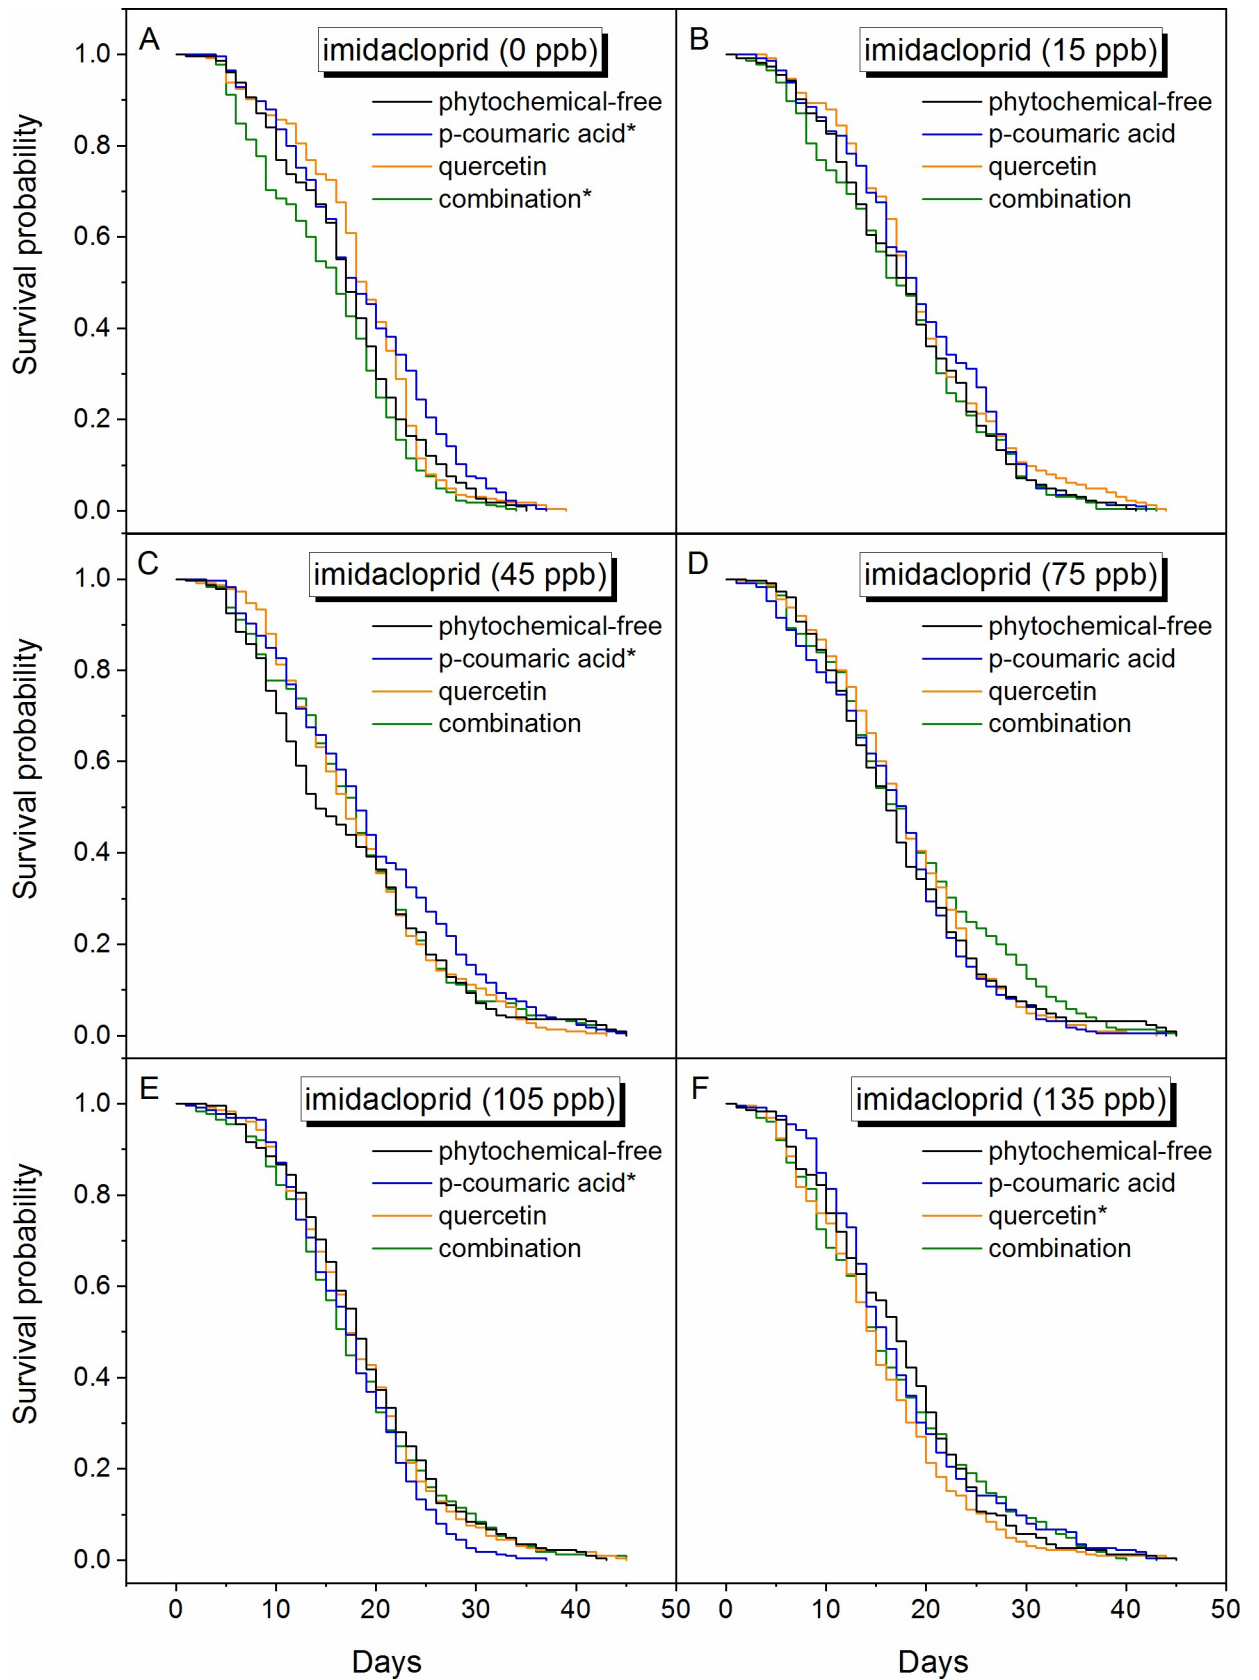 A
imidacloprid (0 ppb)
phytochemical-free
p-coumaric acid*
quercetin
combination*
Survival probability
1.0
0.8
0.6
0.4
0.2
0.0
B
imidacloprid (15 ppb)
phytochemical-free
p-coumaric acid
quercetin
combination
C
imidacloprid (45 ppb)
phytochemical-free
p-coumaric acid*
quercetin
combination
Survival probability
1.0
0.8
0.6
0.4
0.2
0.0
D
imidacloprid (75 ppb)
phytochemical-free
p-coumaric acid
quercetin
combination
E
imidacloprid (105 ppb)
phytochemical-free
p-coumaric acid*
quercetin
combination
Survival probability
1.0
0.8
0.6
0.4
0.2
0.0
0 10 20 30 40 50
Days
F
imidacloprid (135 ppb)
phytochemical-free
p-coumaric acid
quercetin*
combination
0 10 20 30 40 50
Days